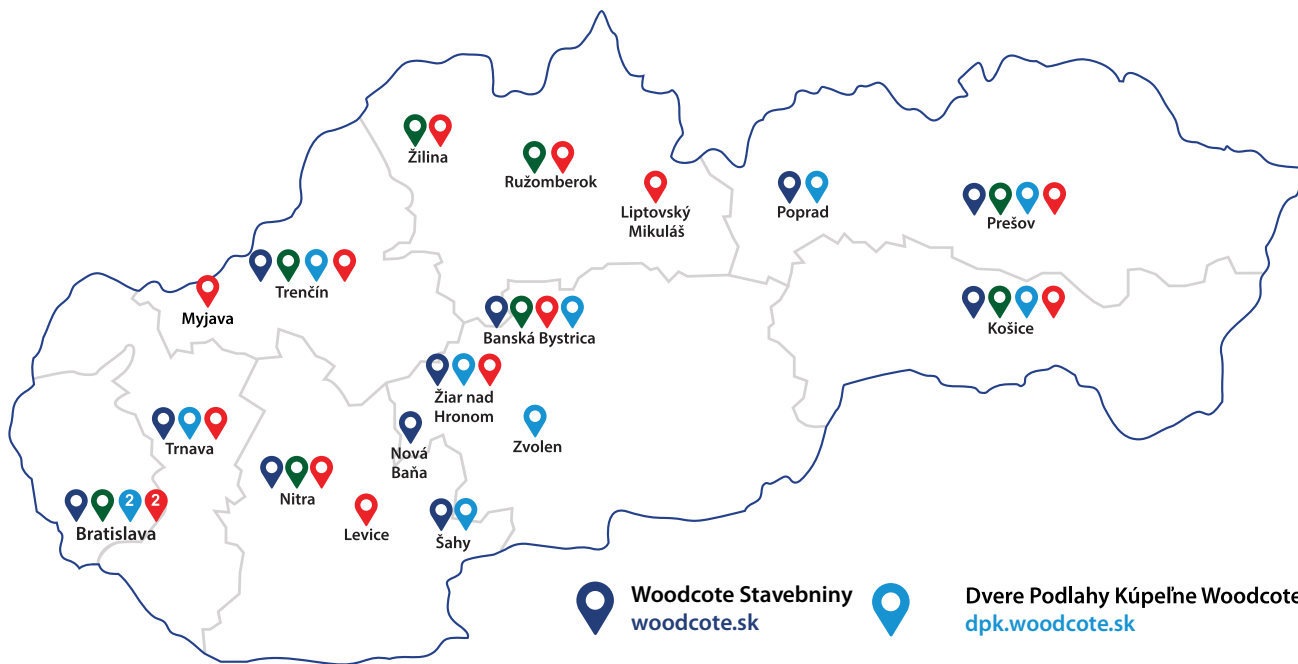 Žilina
Ružomberok
Liptovský
Mikuláš
Poprad
Prešov
Trenčín
Myjava
Banská Bystrica
Košice
Žiar nad
Hronom
Trnava
Nová
Baňa
Zvolen
Nitra
Levice
Šahy
2 2
Bratislava
Woodcote Stavebniny
woodcote.sk
Dvere Podlahy Kúpeľne Woodcote
dpk.woodcote.sk